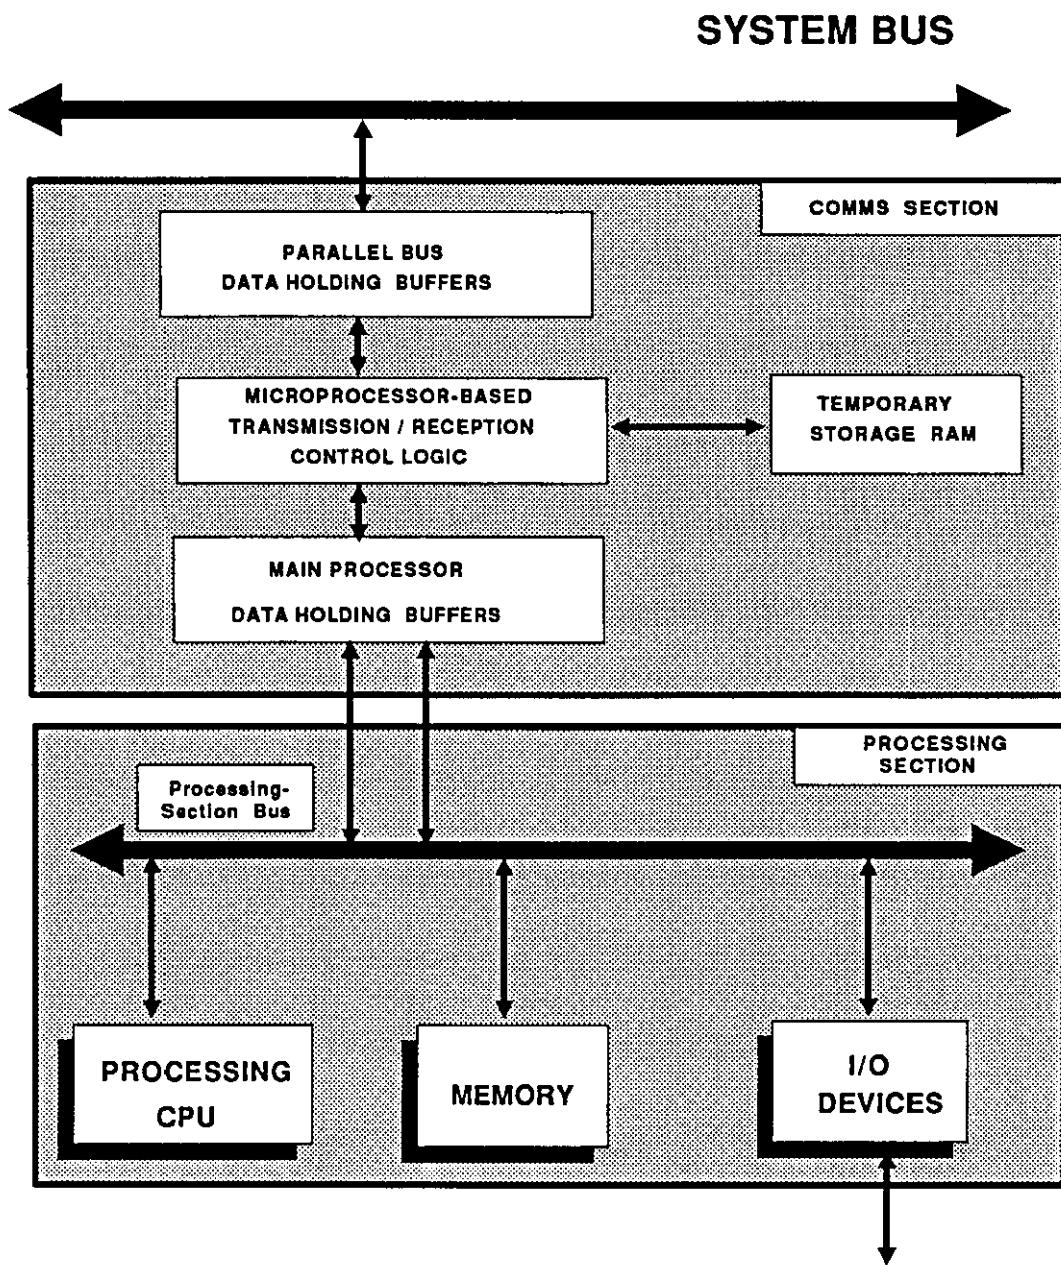 SYSTEM BUS
COMMS SECTION
PARALLEL BUS
DATA HOLDING BUFFERS
MICROPROCESSOR-BASED
TRANSMISSION / RECEPTION
CONTROL LOGIC
TEMPORARY
STORAGE RAM
MAIN PROCESSOR
DATA HOLDING BUFFERS
PROCESSING
SECTION
Processing-
Section Bus
PROCESSING
CPU
MEMORY
I/O
DEVICES